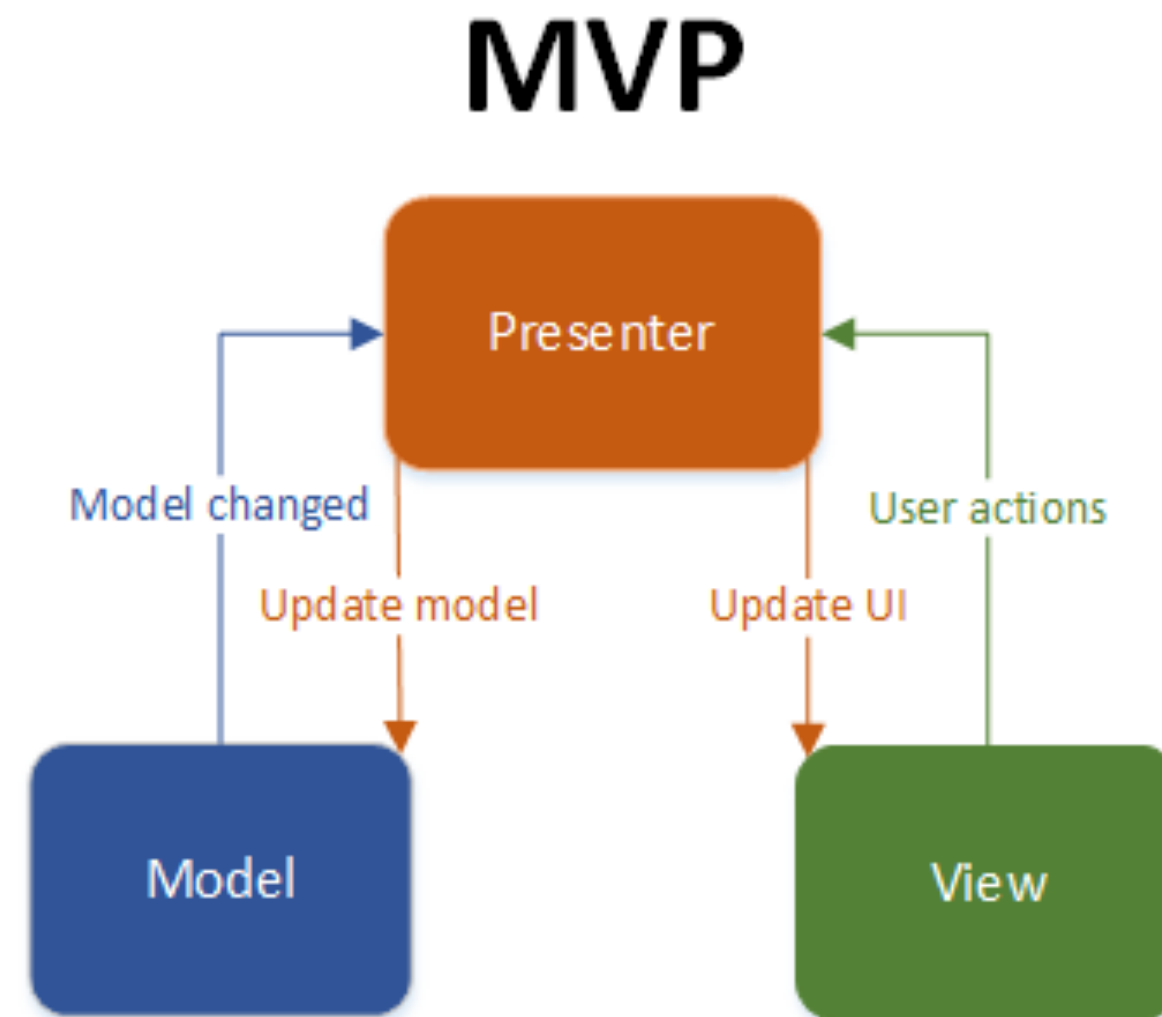 MVP
Presenter
Model changed
User actions
Update model
Update UI
Model
View